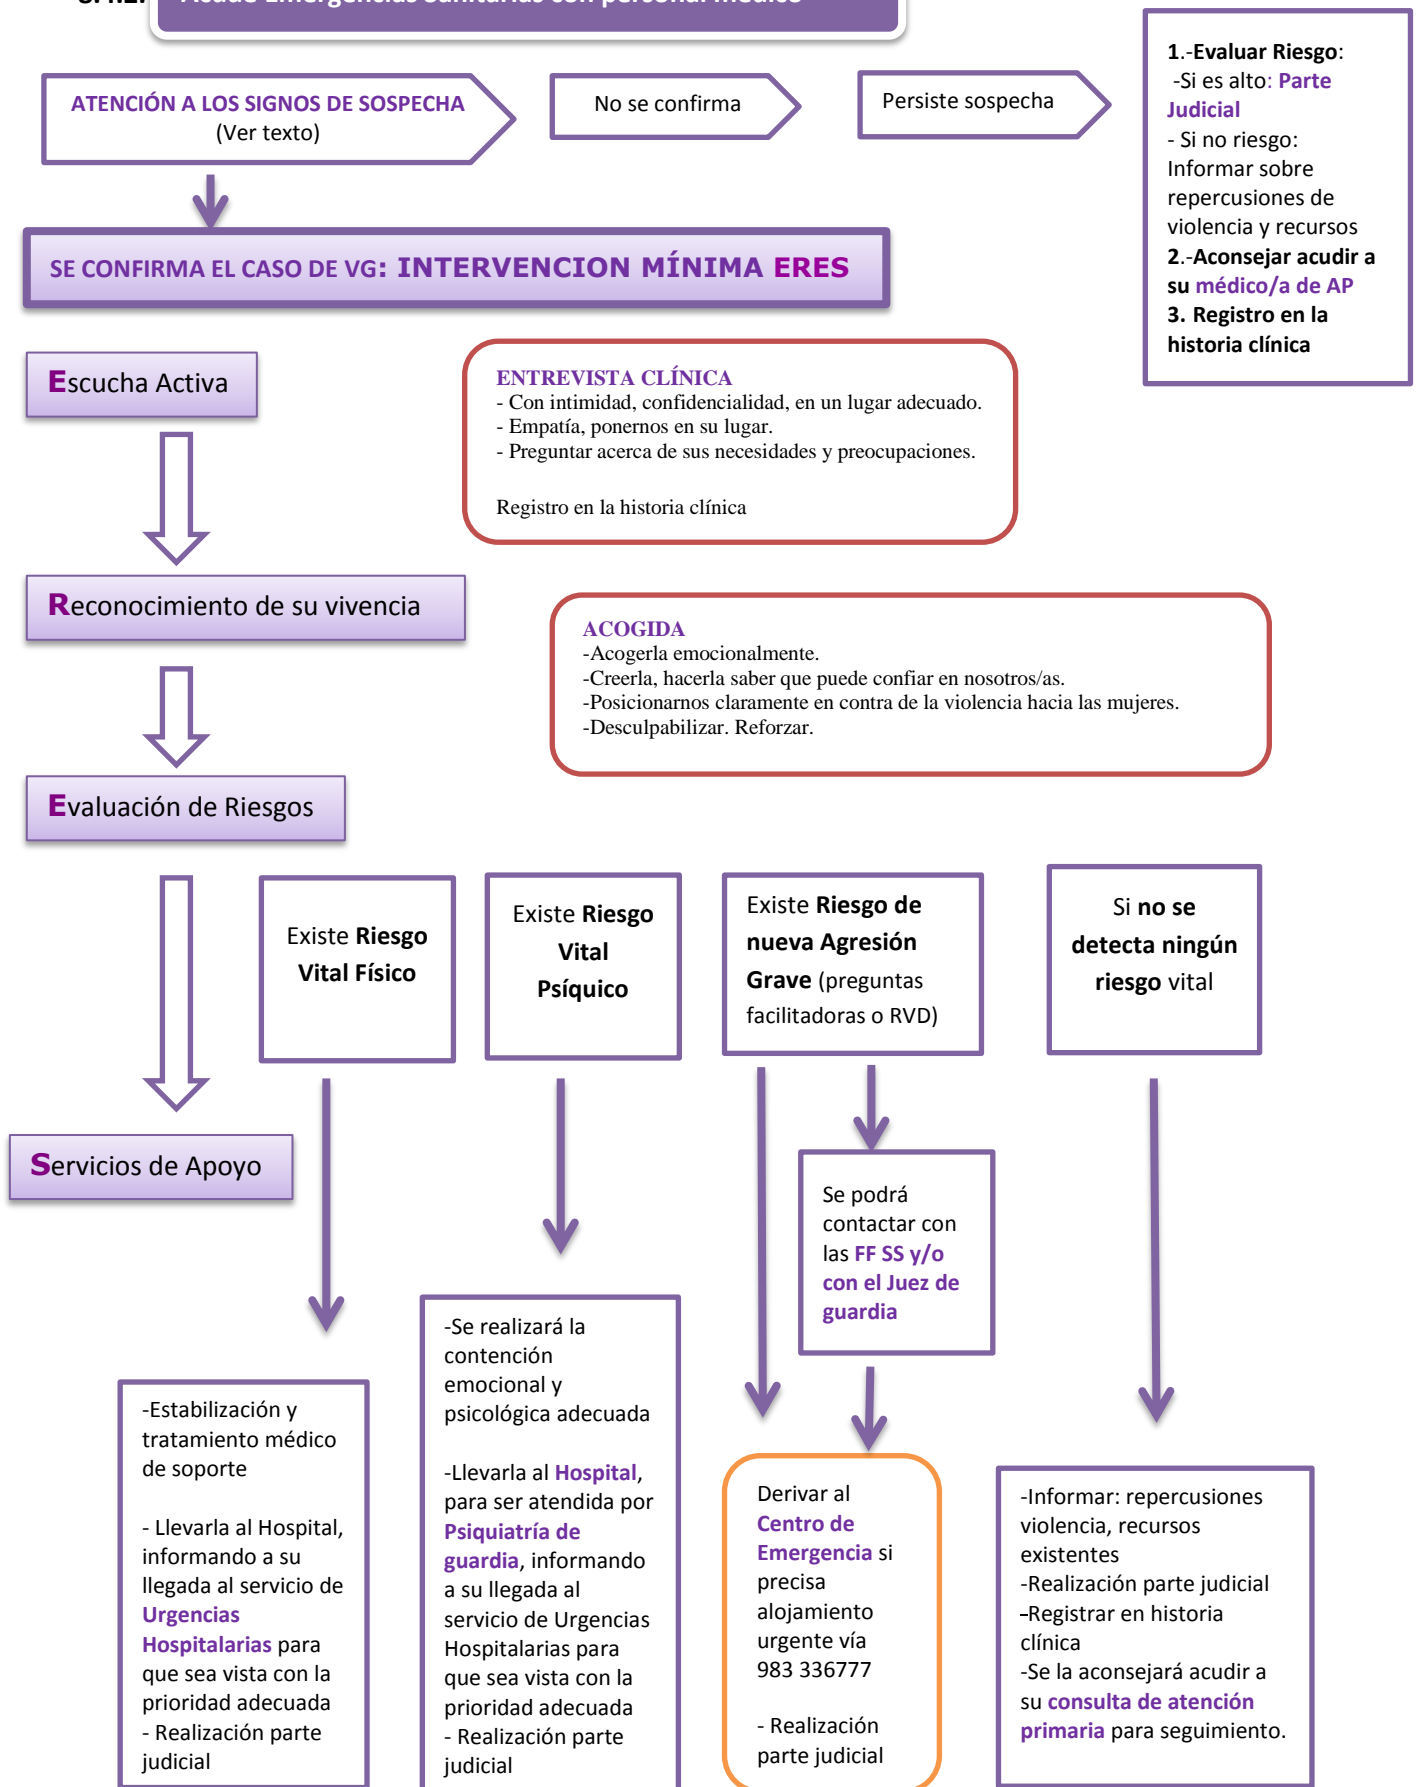 Acude Emergencias Sanitarias con personal médico
ATENCIÓN A LOS SIGNOS DE SOSPECHA
(Ver texto)
No se confirma
Persiste sospecha
1.-Evaluar Riesgo:
-Si es alto: Parte
Judicial
- Si no riesgo:
Informar sobre
repercusiones de
violencia y recursos
2.-Aconsejar acudir a
su médico/a de AP
3. Registro en la
historia clínica
SE CONFIRMA EL CASO DE VG: INTERVENCION MÍNIMA ERES
Escucha Activa
ENTREVISTA CLÍNICA
- Con intimidad, confidencialidad, en un lugar adecuado.
- Empatía, ponernos en su lugar.
- Preguntar acerca de sus necesidades y preocupaciones.
Registro en la historia clínica
Reconocimiento de su vivencia
ACOGIDA
-Acogerla emocionalmente.
-Creerla, hacerla saber que puede confiar en nosotros/as.
-Posicionarnos claramente en contra de la violencia hacia las mujeres.
-Desculpabilizar. Reforzar.
Evaluación de Riesgos
Existe Riesgo
Vital Físico
Existe Riesgo
Vital
Psíquico
Existe Riesgo de
nueva Agresión
Grave (preguntas
facilitadoras o RVD)
Si no se
detecta ningún
riesgo vital
Servicios de Apoyo
Se podrá
contactar con
las FF SS y/o
con el Juez de
guardia
-Estabilización y
tratamiento médico
de soporte
- Llevarla al Hospital,
informando a su
llegada al servicio de
Urgencias
Hospitalarias para
que sea vista con la
prioridad adecuada
- Realización parte
judicial
-Se realizará la
contención
emocional y
psicológica adecuada
-Llevarla al Hospital,
para ser atendida por
Psiquiatría de
guardia, informando
a su llegada al
servicio de Urgencias
Hospitalarias para
que sea vista con la
prioridad adecuada
- Realización parte
judicial
Derivar al
Centro de
Emergencia si
precisa
alojamiento
urgente vía
983 336777
- Realización
parte judicial
-Informar: repercusiones
violencia, recursos
existentes
-Realización parte judicial
-Registrar en historia
clínica
-Se la aconsejará acudir a
su consulta de atención
primaria para seguimiento.